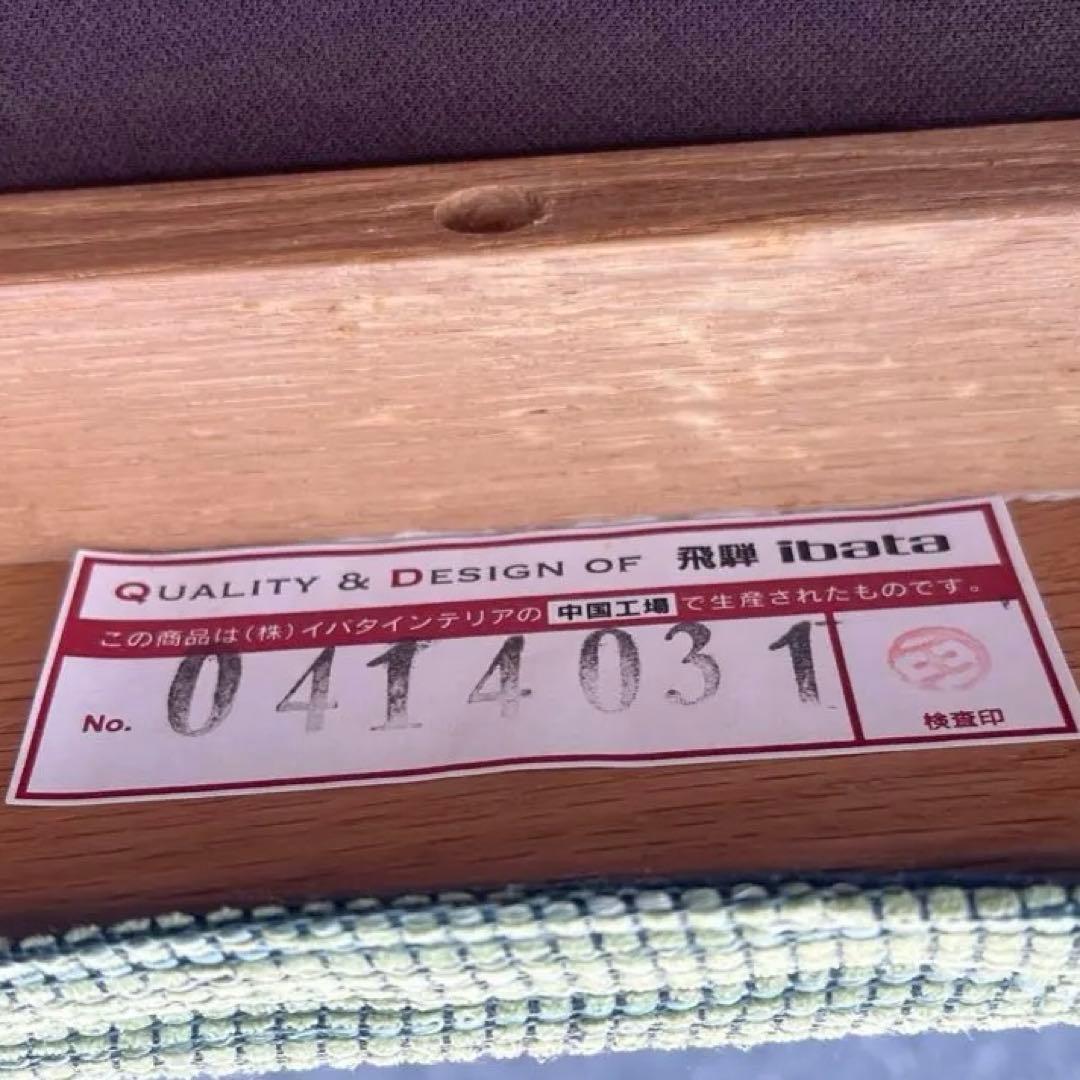 QUALITY & DESIGN OF 飛騨 ibata
この商品は(株)イバタインテリアの 中国工場 で生産されたものです。
No. 0414031
検査印